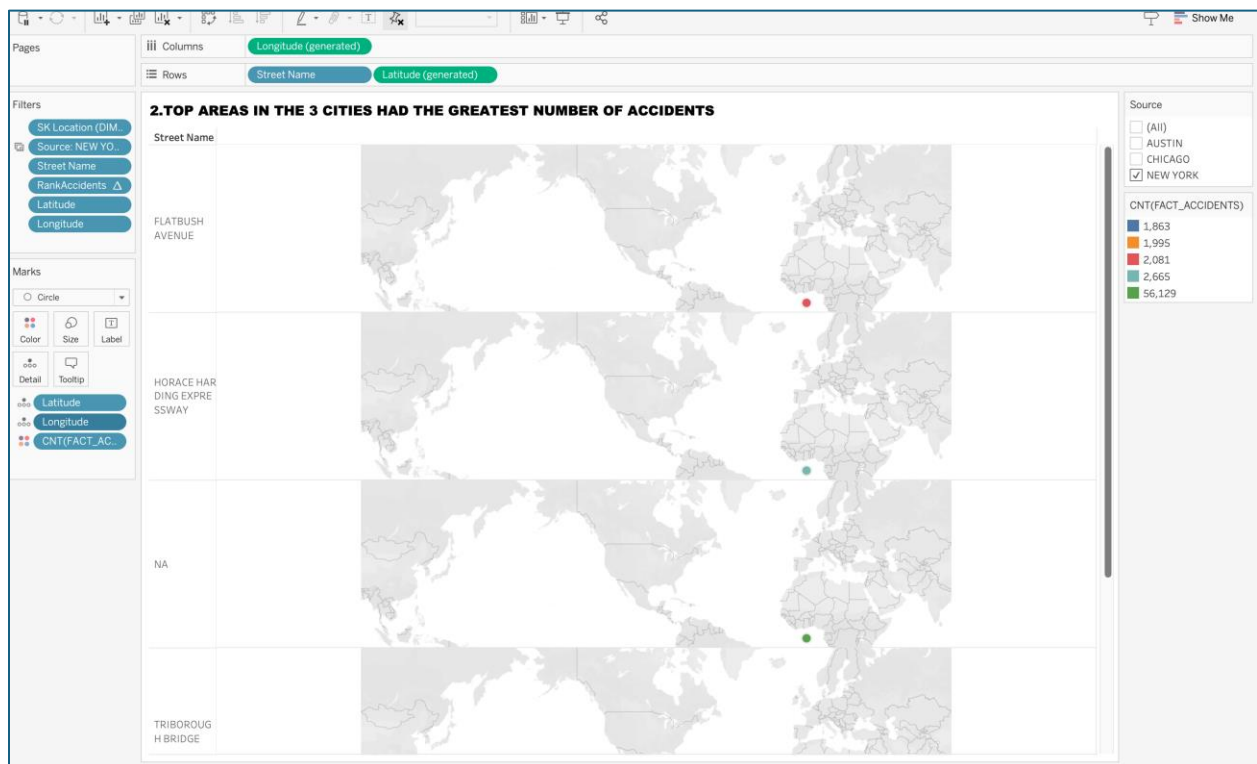 Show Me
Pages
Columns
Longitude (generated)
Rows
Street Name
Latitude (generated)
Filters
SK Location (DIM..
Source: NEW YO..
Street Name
RankAccidents
Latitude
Longitude
Marks
Circle
Color
Size
Label
Detail
Tooltip
Latitude
Longitude
CNT(FACT_AC..
2.TOP AREAS IN THE 3 CITIES HAD THE GREATEST NUMBER OF ACCIDENTS
Street Name
FLATBUSH
AVENUE
HORACE HAR
DING EXPRE
SSWAY
NA
TRIBOROUG
H BRIDGE
Source
(All)
AUSTIN
CHICAGO
NEW YORK
CNT(FACT_ACCIDENTS)
1,863
1,995
2,081
2,665
56,129